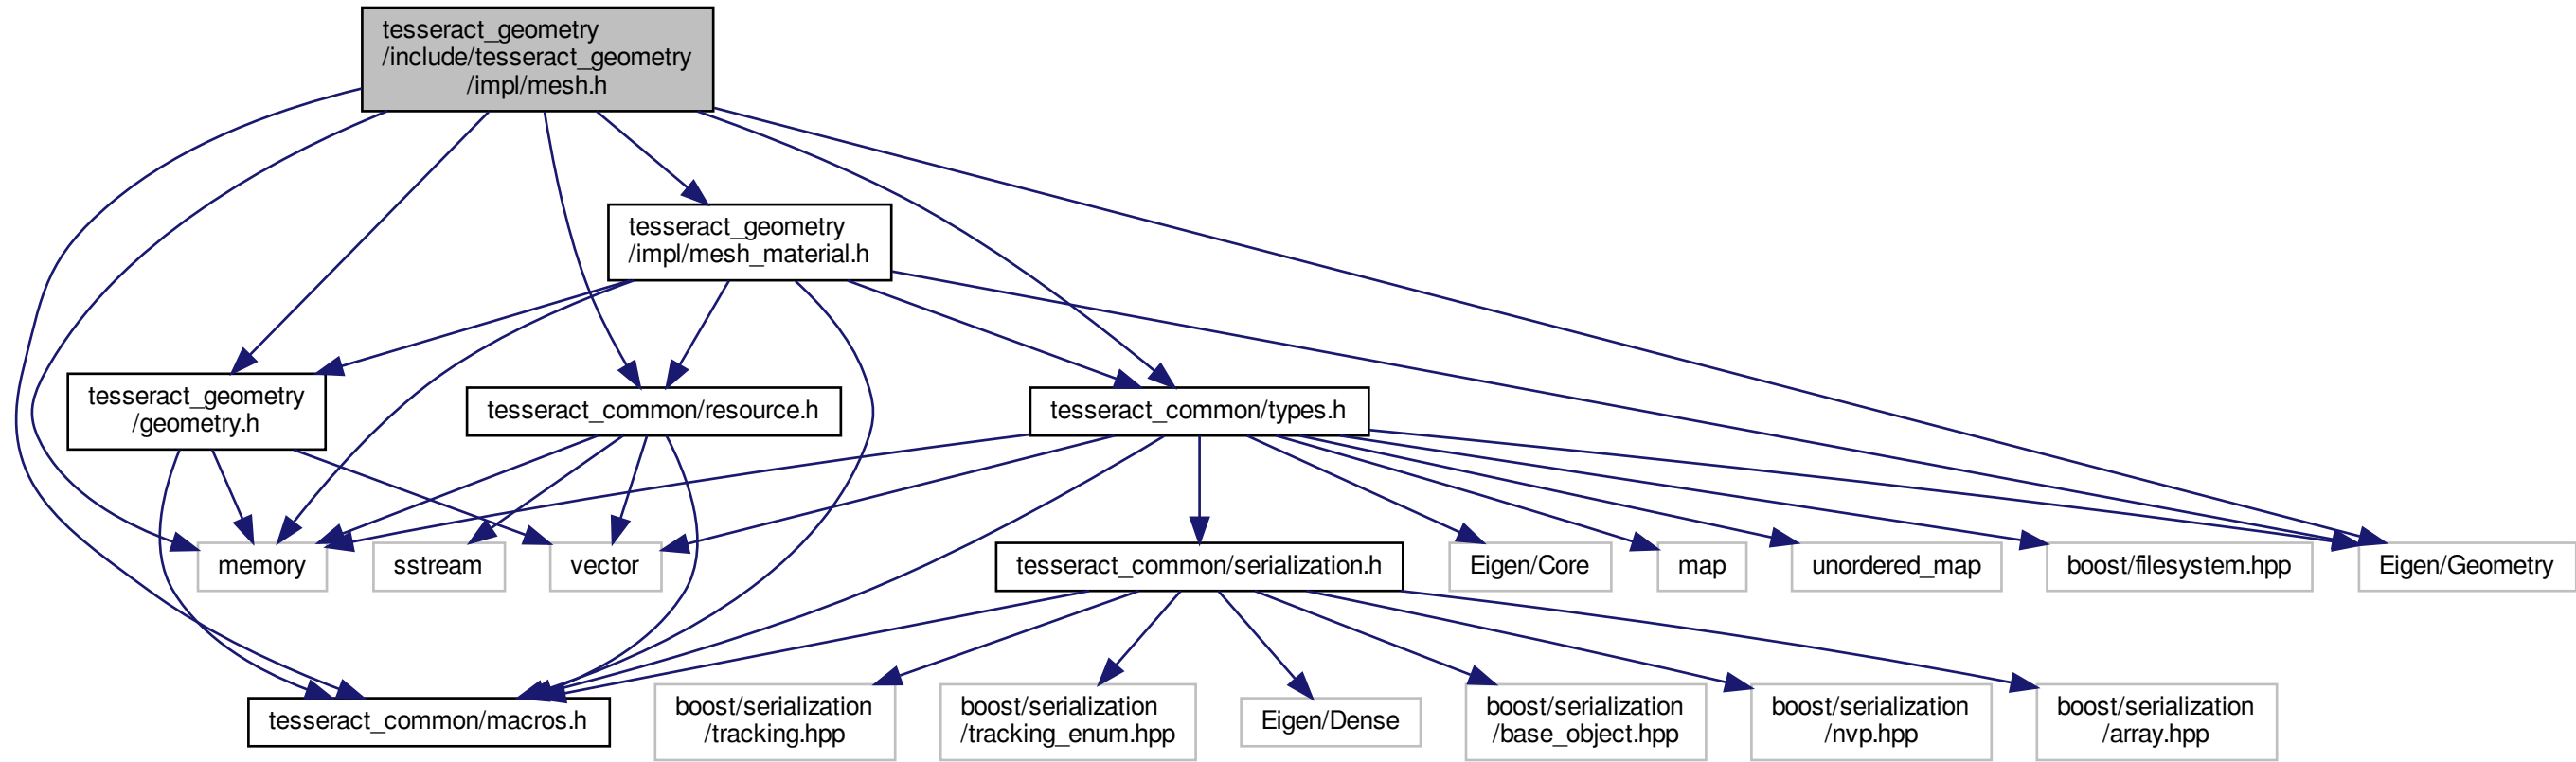 tesseract_geometry
/include/tesseract_geometry
/impl/mesh.h
tesseract_geometry
/impl/mesh_material.h
tesseract_geometry
/geometry.h
tesseract_common/resource.h
tesseract_common/types.h
memory
sstream
vector
tesseract_common/serialization.h
Eigen/Core
map
unordered_map
boost/filesystem.hpp
Eigen/Geometry
tesseract_common/macros.h
boost/serialization
/tracking.hpp
boost/serialization
/tracking_enum.hpp
Eigen/Dense
boost/serialization
/base_object.hpp
boost/serialization
/nvp.hpp
boost/serialization
/array.hpp